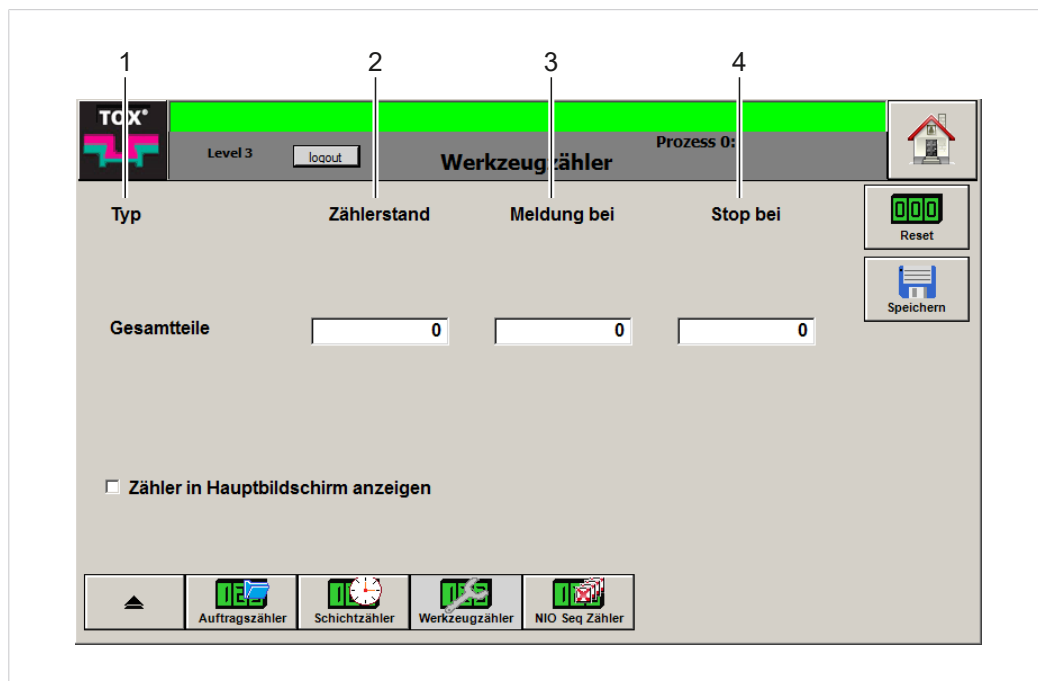 1 2 3 4
TOX®
Level 3 logout Werkzeugzähler Prozess 0:
Typ Zählerstand Meldung bei Stop bei
000
Reset
Speichern
Gesamtteile 0 0 0
Zähler in Hauptbildschirm anzeigen
Auftragszähler Schichtzähler Werkzeugzähler NIO Seq Zähler